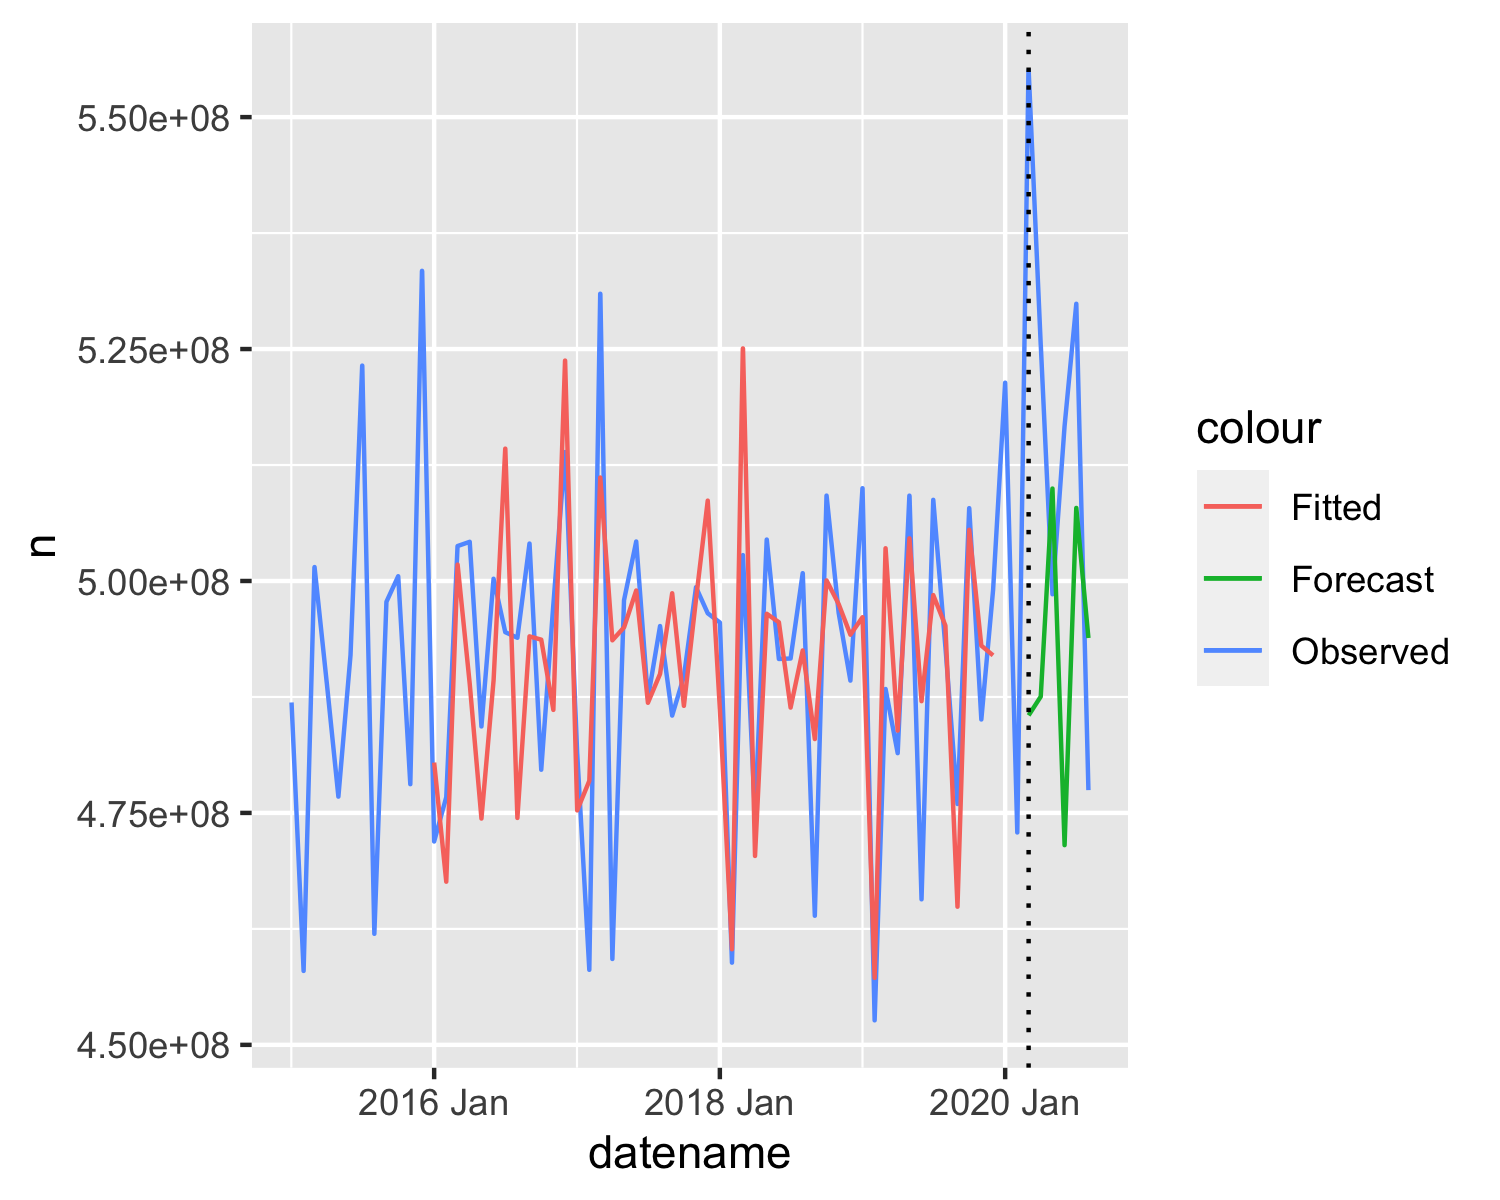 5.50e+08
5.25e+08
5.00e+08
4.75e+08
4.50e+08
n
2016 Jan
2018 Jan
2020 Jan
datename
colour
Fitted
Forecast
Observed